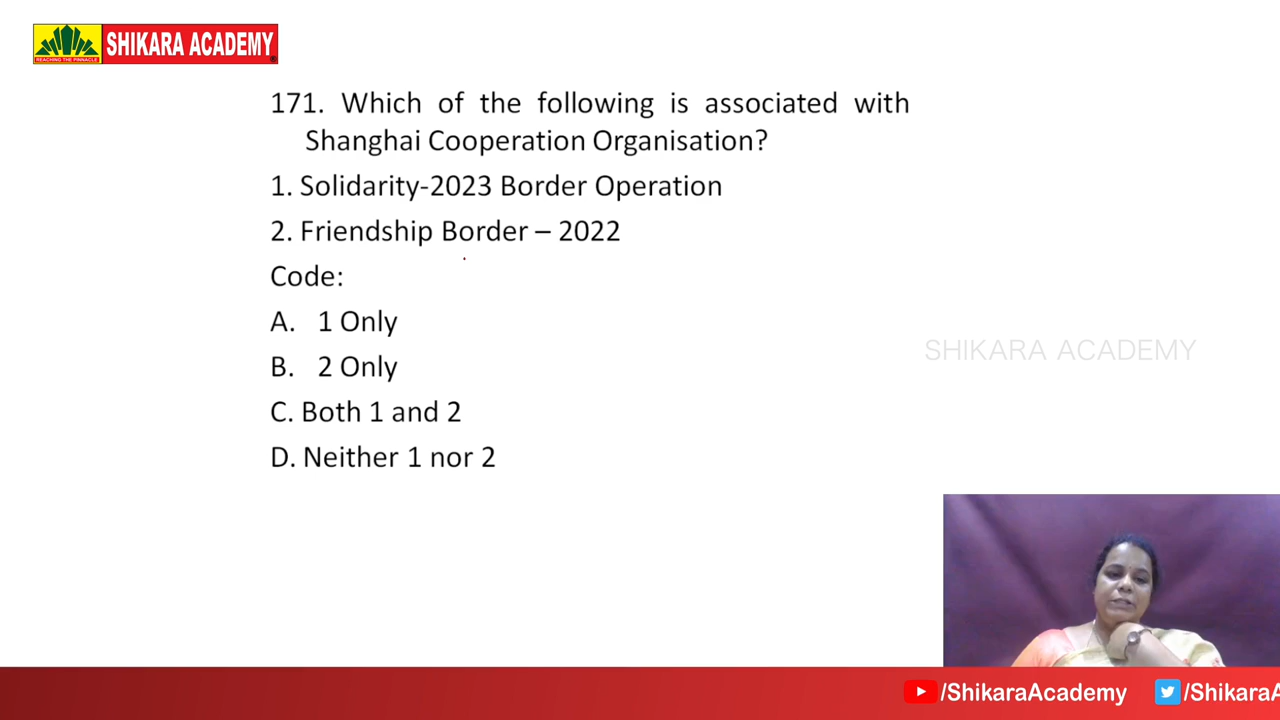 SHIKARA ACADEMY
REACHING THE PINNACLE
171. Which of the following is associated with
Shanghai Cooperation Organisation?
1. Solidarity-2023 Border Operation
2. Friendship Border – 2022
Code:
A. 1 Only
B. 2 Only
C. Both 1 and 2
D. Neither 1 nor 2
SHIKARA ACADEMY
/ShikaraAcademy /ShikaraA